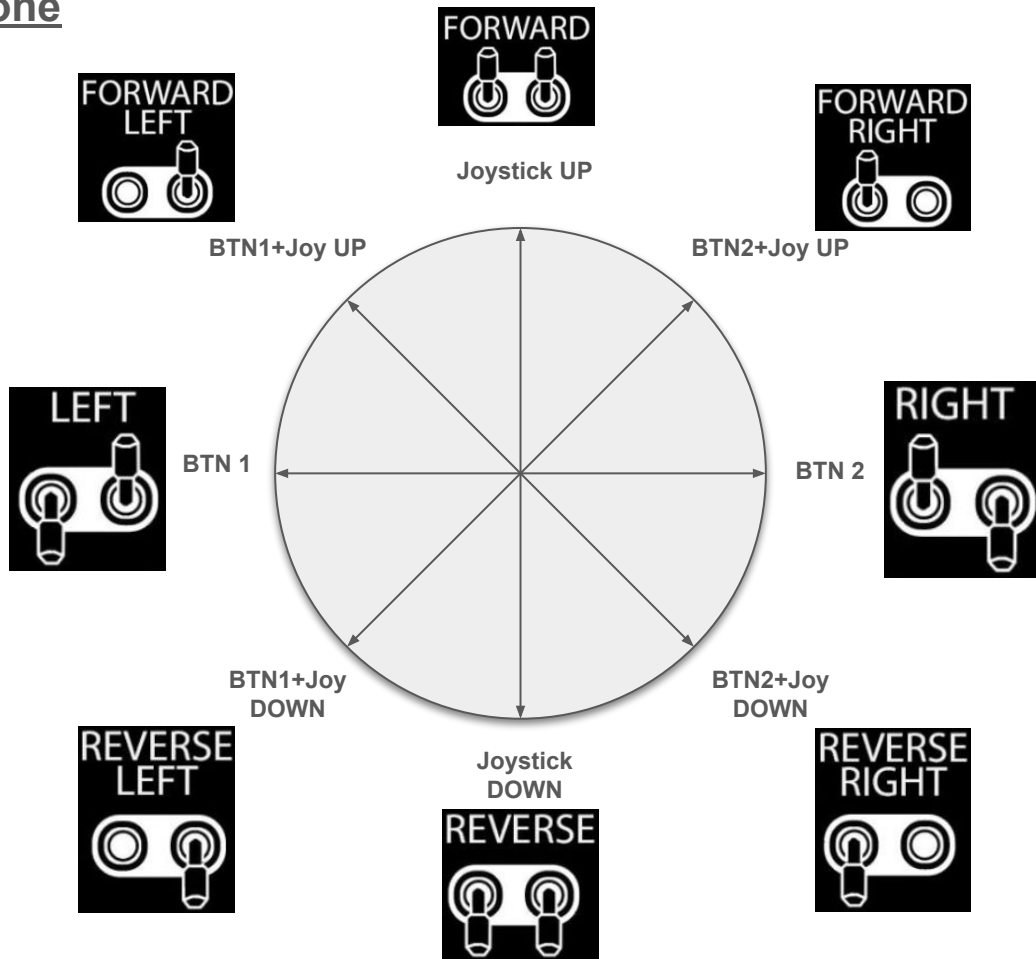 one
FORWARD
Joystick UP
FORWARD
LEFT
BTN1+Joy UP
FORWARD
RIGHT
BTN2+Joy UP
LEFT
BTN 1
BTN 2
RIGHT
BTN1+Joy
DOWN
REVERSE
LEFT
Joystick
DOWN
REVERSE
BTN2+Joy
DOWN
REVERSE
RIGHT